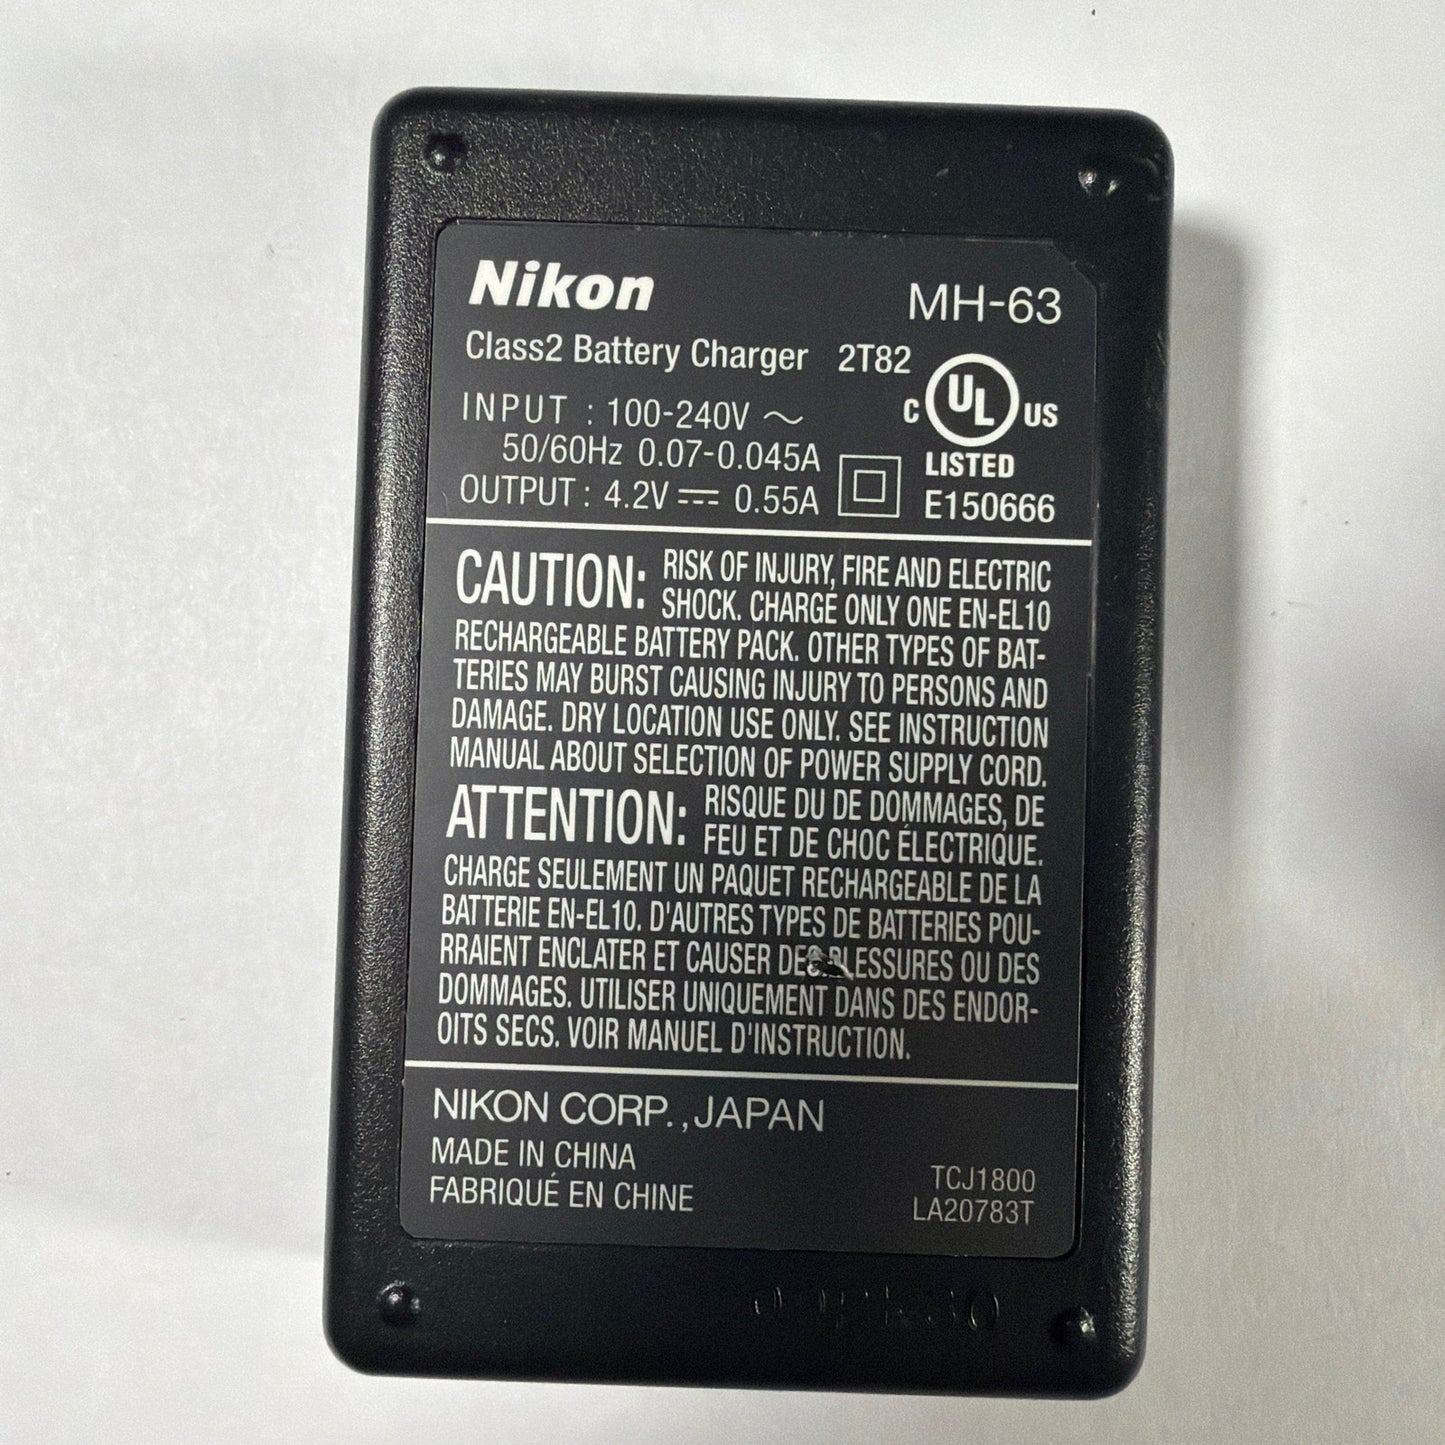 Nikon MH-63
Class2 Battery Charger 2T82
INPUT : 100-240V ~
50/60Hz 0.07-0.045A
OUTPUT : 4.2V ⎓ 0.55A
C UL US
LISTED
E150666
CAUTION: RISK OF INJURY, FIRE AND ELECTRIC
SHOCK. CHARGE ONLY ONE EN-EL10
RECHARGEABLE BATTERY PACK. OTHER TYPES OF BAT-
TERIES MAY BURST CAUSING INJURY TO PERSONS AND
DAMAGE. DRY LOCATION USE ONLY. SEE INSTRUCTION
MANUAL ABOUT SELECTION OF POWER SUPPLY CORD.
ATTENTION: RISQUE DU DE DOMMAGES, DE
FEU ET DE CHOC ÉLECTRIQUE.
CHARGE SEULEMENT UN PAQUET RECHARGEABLE DE LA
BATTERIE EN-EL10. D'AUTRES TYPES DE BATTERIES POU-
RRAIENT ENCLATER ET CAUSER DES BLESSURES OU DES
DOMMAGES. UTILISER UNIQUEMENT DANS DES ENDOR-
OITS SECS. VOIR MANUEL D'INSTRUCTION.
NIKON CORP., JAPAN
MADE IN CHINA
FABRIQUÉ EN CHINE
TCJ1800
LA20783T